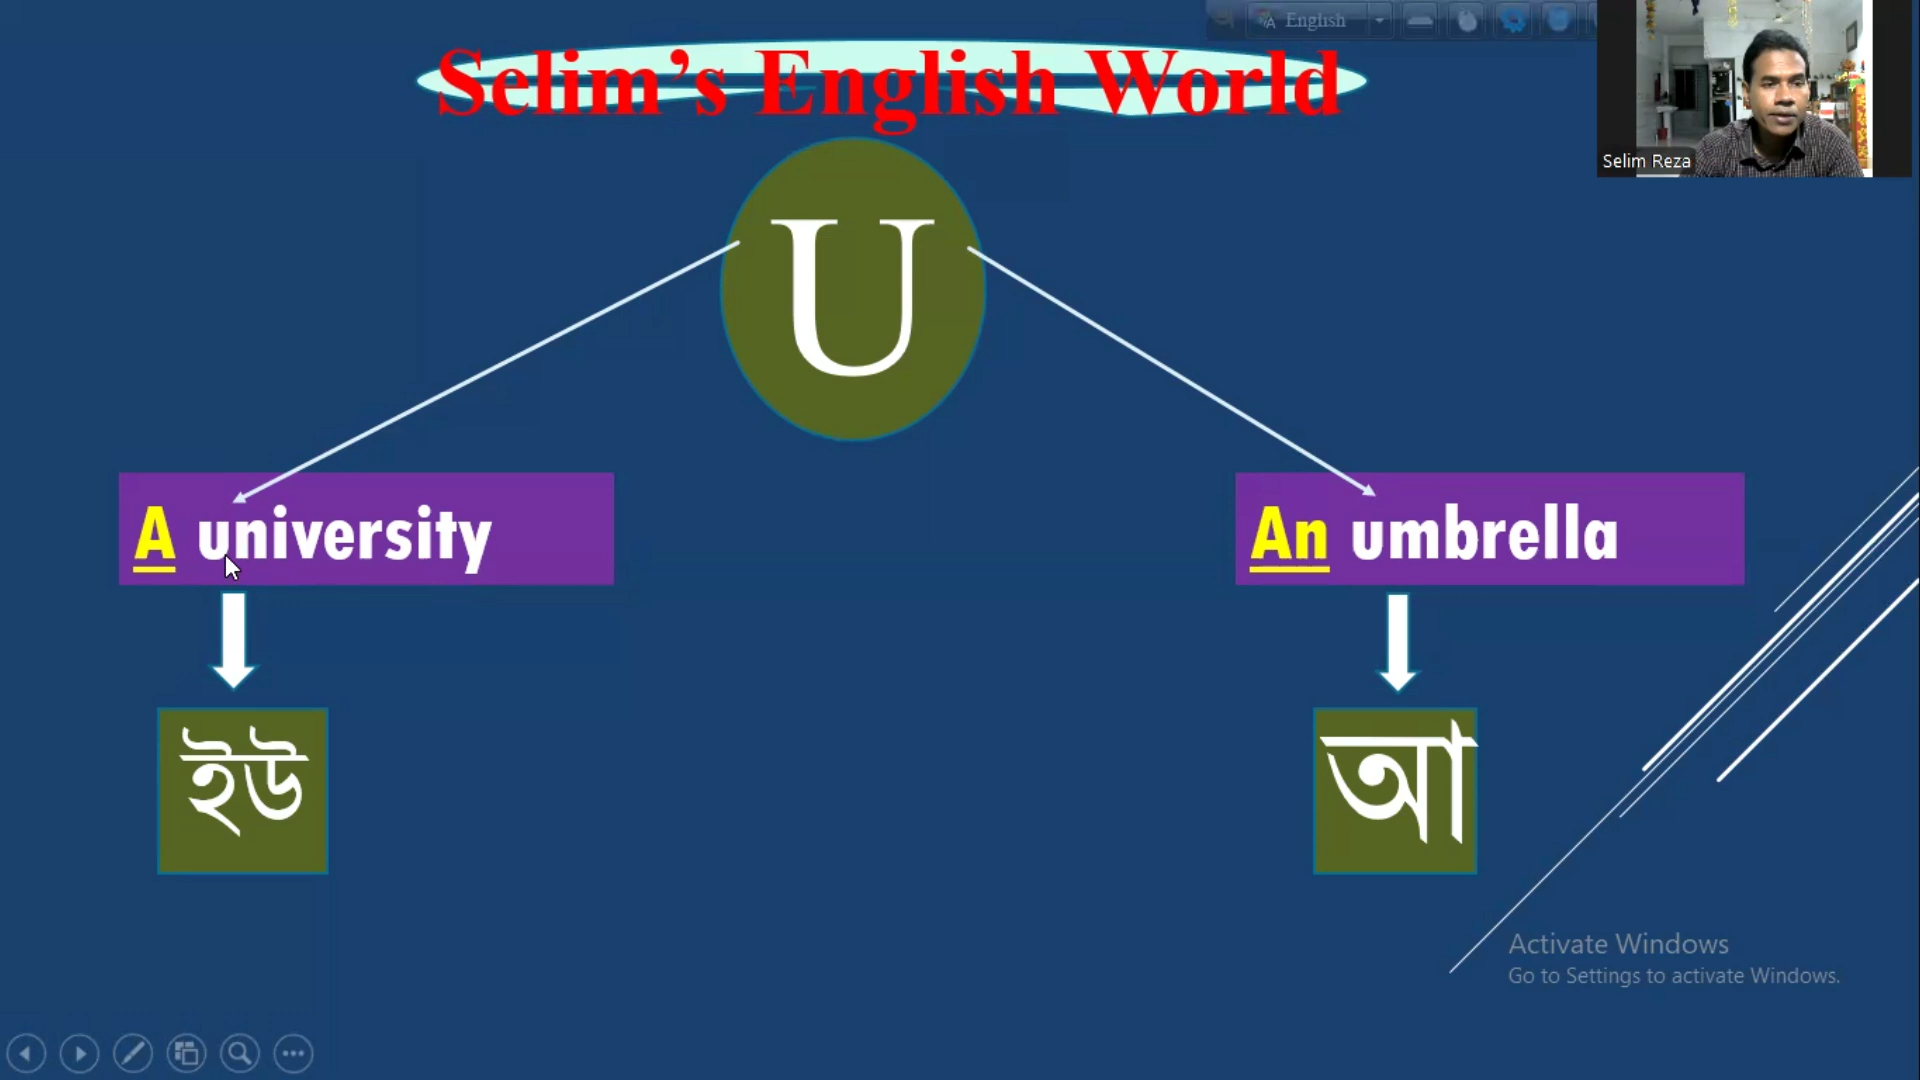 English
Selim's English World
Selim Reza
U
A university
An umbrella
ইউ
আ
Activate Windows
Go to Settings to activate Windows.